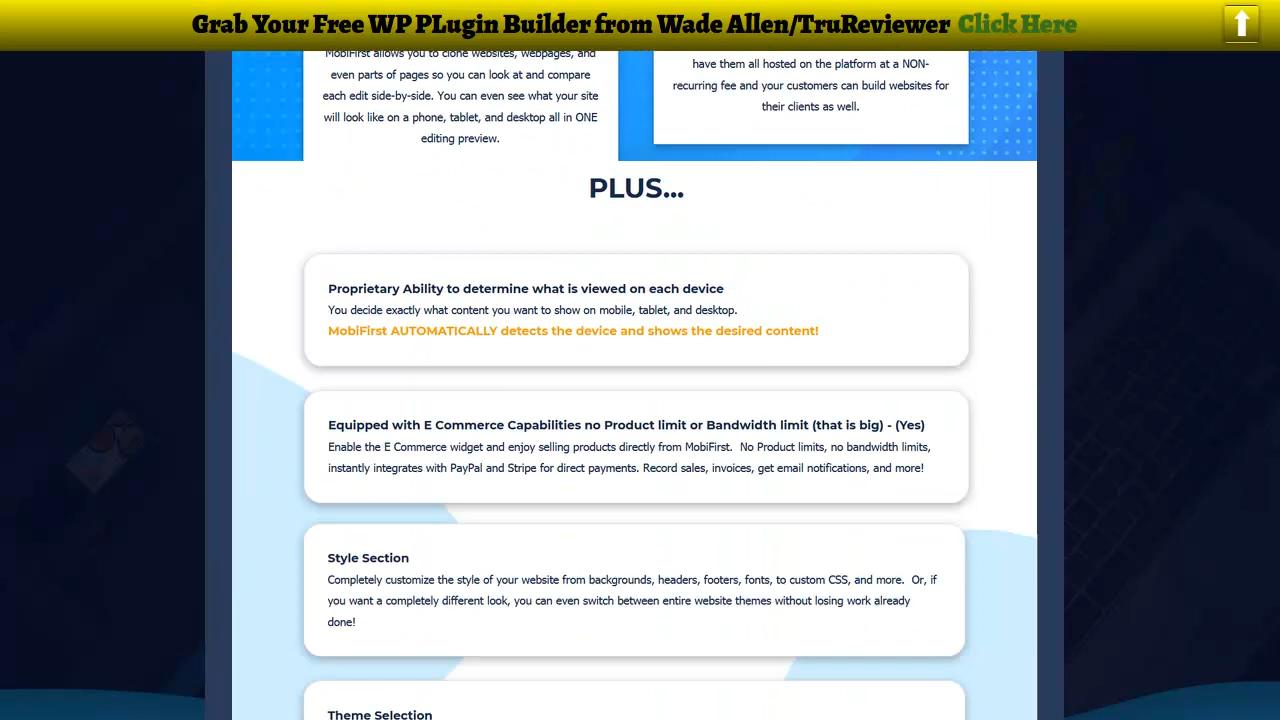 Grab Your Free WP PLugin Builder from Wade Allen/TruReviewer Click Here
MobiFirst allows you to clone websites, webpages, and
even parts of pages so you can look at and compare
each edit side-by-side. You can even see what your site
will look like on a phone, tablet, and desktop all in ONE
editing preview.
have them all hosted on the platform at a NON-
recurring fee and your customers can build websites for
their clients as well.
PLUS...
Proprietary Ability to determine what is viewed on each device
You decide exactly what content you want to show on mobile, tablet, and desktop.
MobiFirst AUTOMATICALLY detects the device and shows the desired content!
Equipped with E Commerce Capabilities no Product limit or Bandwidth limit (that is big) - (Yes)
Enable the E Commerce widget and enjoy selling products directly from MobiFirst. No Product limits, no bandwidth limits,
instantly integrates with PayPal and Stripe for direct payments. Record sales, invoices, get email notifications, and more!
Style Section
Completely customize the style of your website from backgrounds, headers, footers, fonts, to custom CSS, and more. Or, if
you want a completely different look, you can even switch between entire website themes without losing work already
done!
Theme Selection